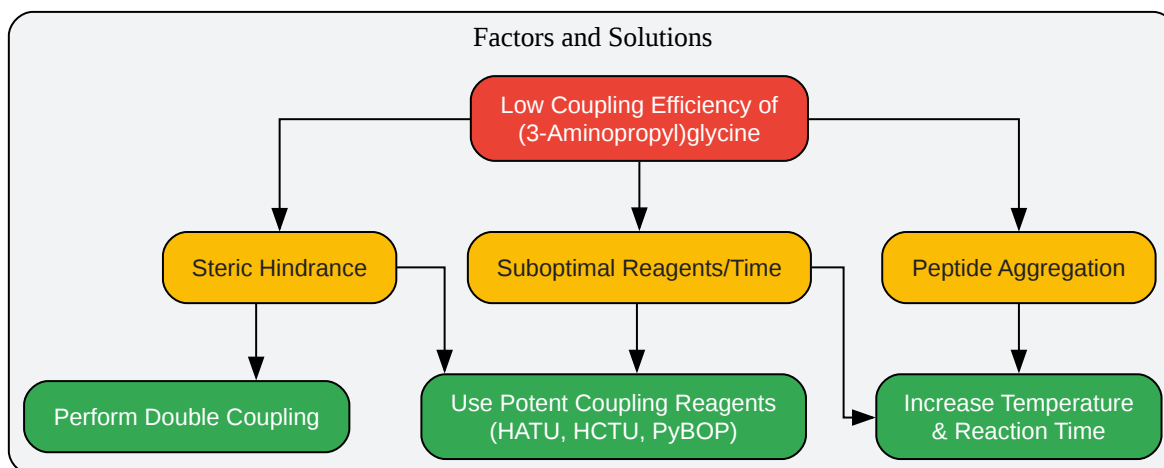 Factors and Solutions
Low Coupling Efficiency of
(3-Aminopropyl)glycine
Steric Hindrance
Suboptimal Reagents/Time
Peptide Aggregation
Perform Double Coupling
Use Potent Coupling Reagents
(HATU, HCTU, PyBOP)
Increase Temperature
& Reaction Time